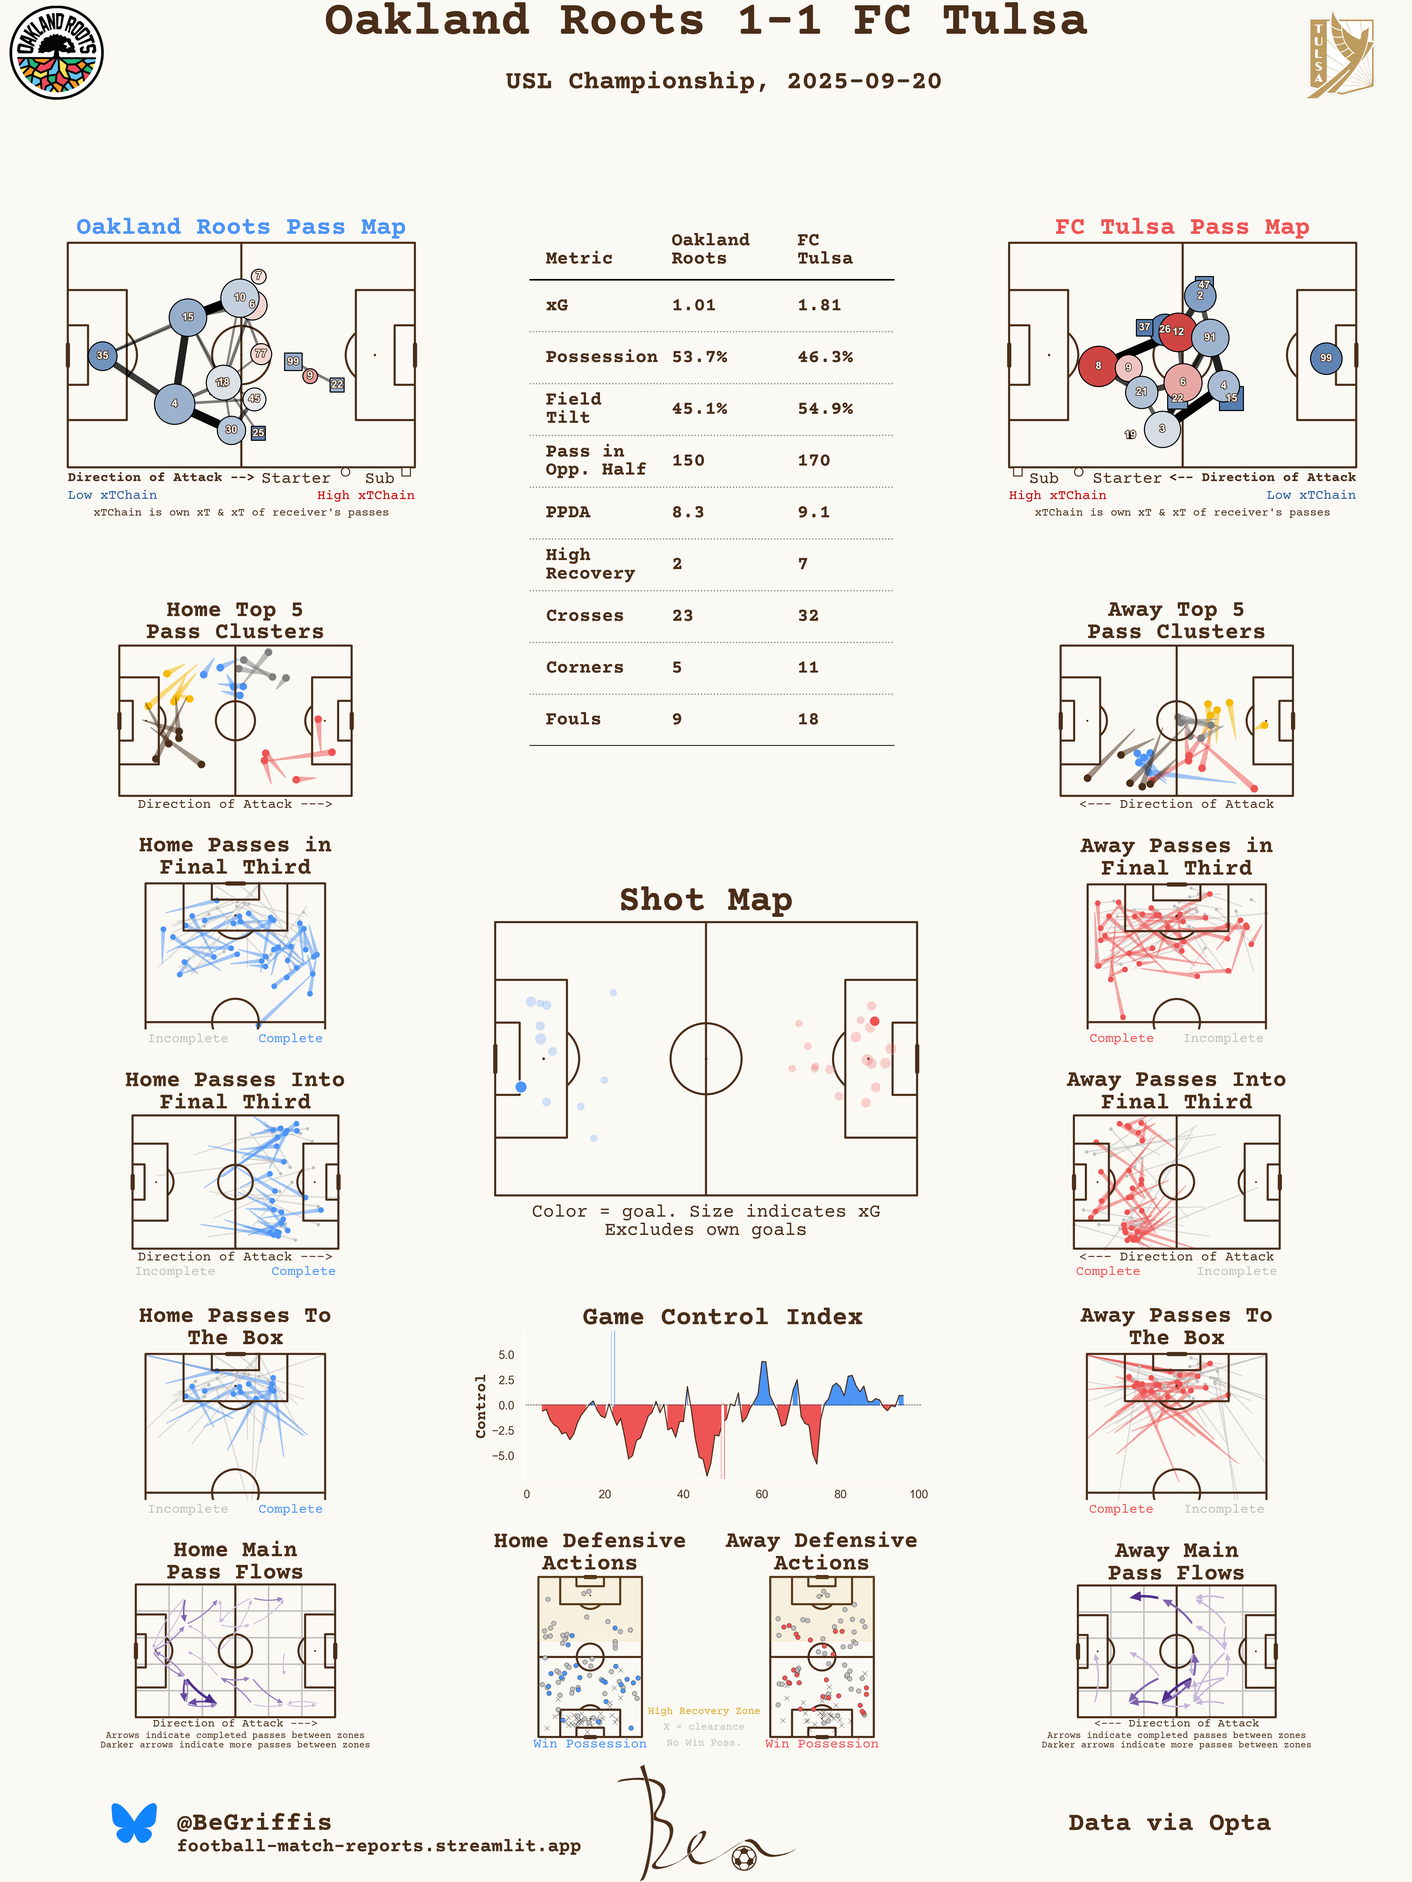 Oakland Roots 1-1 FC Tulsa
USL Championship, 2025-09-20
OAKLAND ROOTS
TULSA
Oakland Roots Pass Map
7
10
6
15
77
35
99
9
22
18
45
4
30
25
Direction of Attack --> Starter Sub
Low xTChain High xTChain
xTChain is own xT & xT of receiver's passes
Metric Oakland Roots FC Tulsa
xG 1.01 1.81
Possession 53.7% 46.3%
Field Tilt 45.1% 54.9%
Pass in Opp. Half 150 170
PPDA 8.3 9.1
High Recovery 2 7
Crosses 23 32
Corners 5 11
Fouls 9 18
FC Tulsa Pass Map
47
2
37
26
12
91
8
9
99
6
21
22
4
15
3
19
Sub Starter <-- Direction of Attack
High xTChain Low xTChain
xTChain is own xT & xT of receiver's passes
Home Top 5
Pass Clusters
Direction of Attack --->
Away Top 5
Pass Clusters
<--- Direction of Attack
Home Passes in
Final Third
Incomplete Complete
Away Passes in
Final Third
Complete Incomplete
Shot Map
Color = goal. Size indicates xG
Excludes own goals
Home Passes Into
Final Third
Direction of Attack --->
Incomplete Complete
Away Passes Into
Final Third
<--- Direction of Attack
Complete Incomplete
Home Passes To
The Box
Incomplete Complete
Game Control Index
Control
5.0
2.5
0.0
−2.5
−5.0
0 20 40 60 80 100
Away Passes To
The Box
Complete Incomplete
Home Main
Pass Flows
Direction of Attack --->
Arrows indicate completed passes between zones
Darker arrows indicate more passes between zones
Home Defensive
Actions
Win Possession
Away Defensive
Actions
Win Possession
High Recovery Zone
X = clearance
No Win Poss.
Away Main
Pass Flows
<--- Direction of Attack
Arrows indicate completed passes between zones
Darker arrows indicate more passes between zones
@BeGriffis
football-match-reports.streamlit.app
Ben
Data via Opta